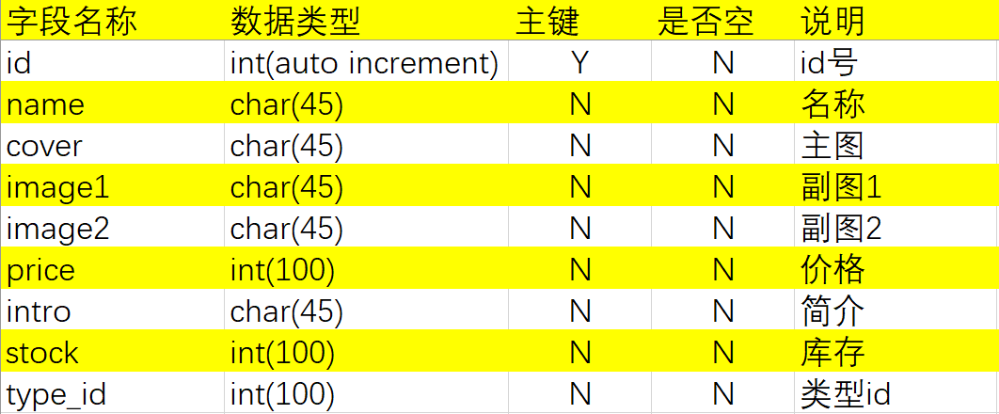 字段名称 数据类型 主键 是否空 说明
id int(auto increment) Y N id号
name char(45) N N 名称
cover char(45) N N 主图
image1 char(45) N N 副图1
image2 char(45) N N 副图2
price int(100) N N 价格
intro char(45) N N 简介
stock int(100) N N 库存
type_id int(100) N N 类型id